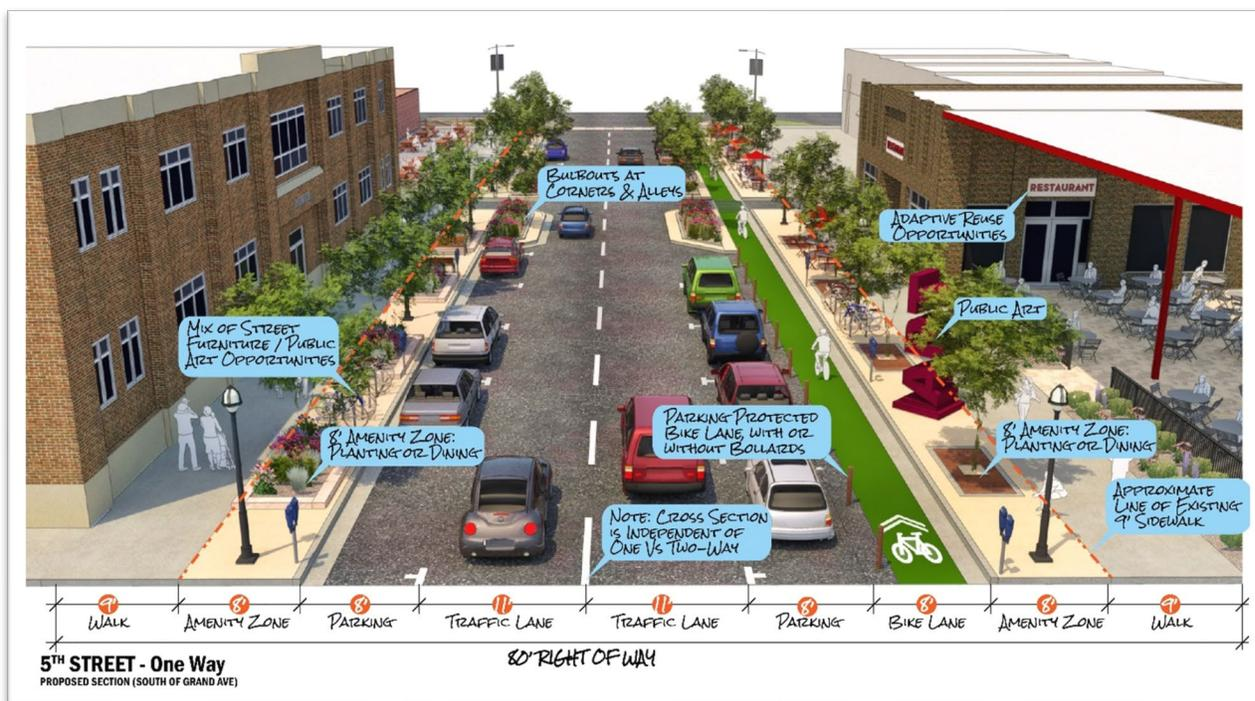 BULBOUTS AT
CORNERS & ALLEYS
RESTAURANT
ADAPTIVE REUSE
OPPORTUNITIES
MIX OF STREET
FURNITURE / PUBLIC
ART OPPORTUNITIES
PUBLIC ART
PARKING PROTECTED
BIKE LANE, WITH OR
WITHOUT BOLLARDS
8' AMENITY ZONE:
PLANTING OR DINING
8' AMENITY ZONE:
PLANTING OR DINING
APPROXIMATE
LINE OF EXISTING
9' SIDEWALK
NOTE: CROSS SECTION
IS INDEPENDENT OF
ONE VS TWO-WAY
9' 8' 8' 11' 11' 8' 8' 8' 9'
WALK AMENITY ZONE PARKING TRAFFIC LANE TRAFFIC LANE PARKING BIKE LANE AMENITY ZONE WALK
80' RIGHT OF WAY
5TH STREET - One Way
PROPOSED SECTION (SOUTH OF GRAND AVE)